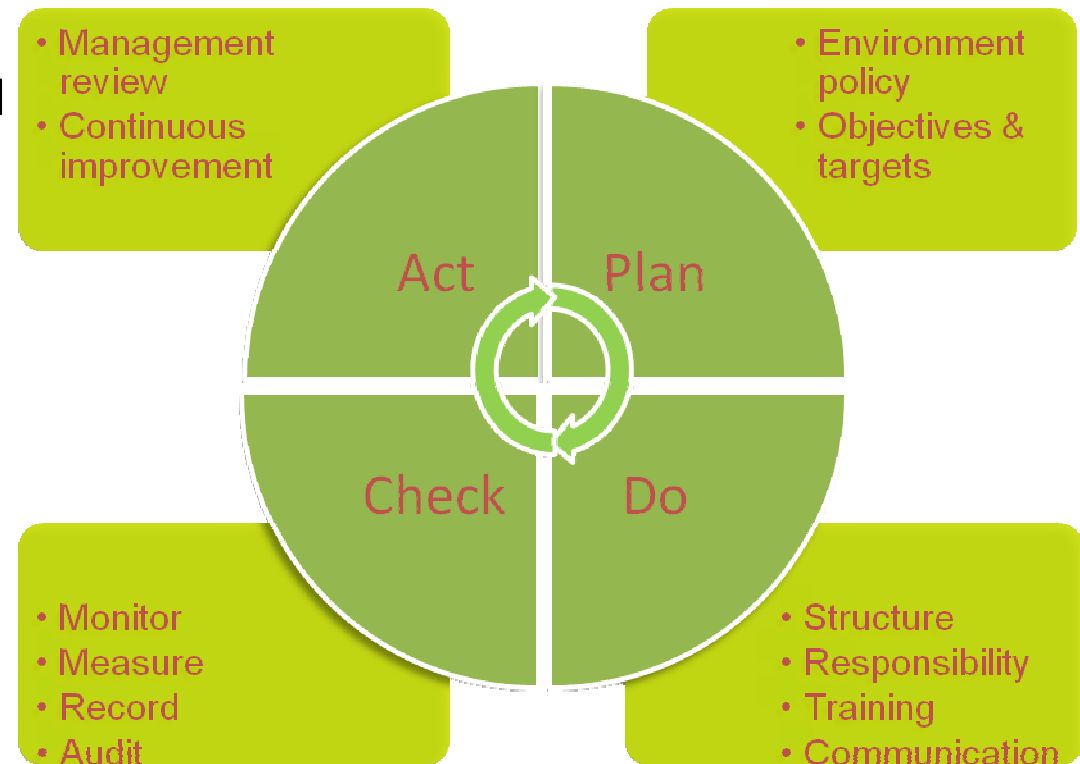 • Management
review
• Continuous
improvement
• Environment
policy
• Objectives &
targets
Act
Plan
Check
Do
• Monitor
• Measure
• Record
• Audit
• Structure
• Responsibility
• Training
• Communication